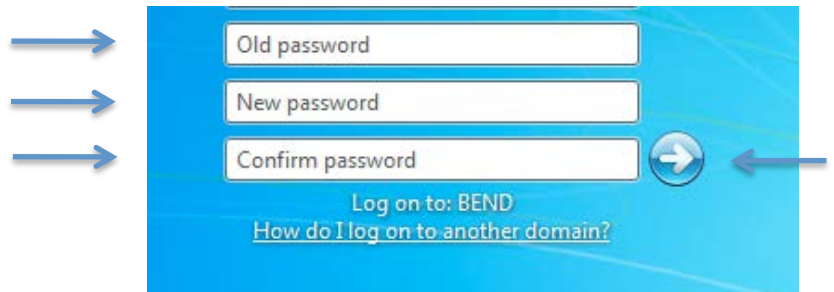 Old password
New password
Confirm password
Log on to: BEND
How do I log on to another domain?